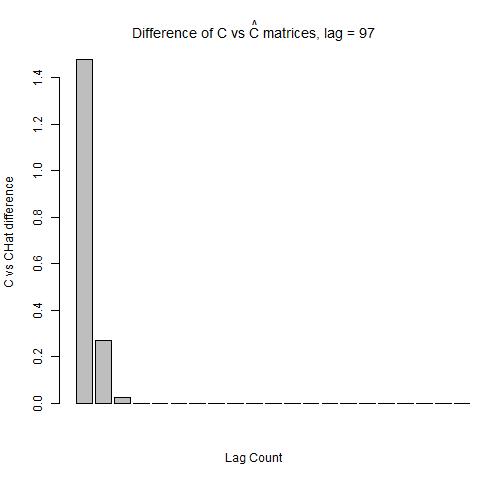 Difference of C vs Ĉ matrices, lag = 97
C vs CHat difference
1.4
1.2
1.0
0.8
0.6
0.4
0.2
0.0
Lag Count